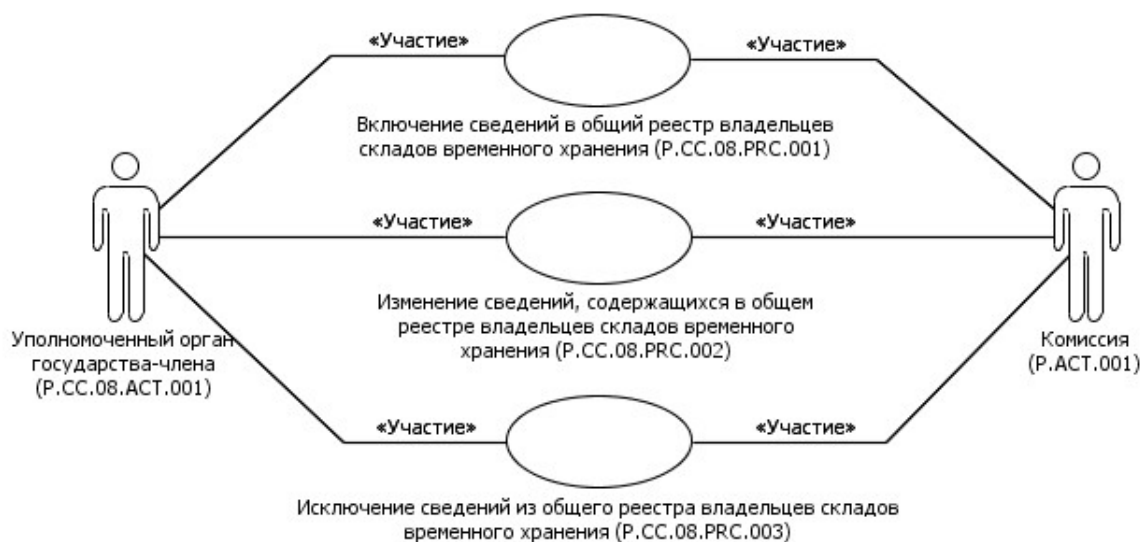 «Участие» «Участие»
Включение сведений в общий реестр владельцев
складов временного хранения (P.CC.08.PRC.001)
«Участие» «Участие»
Изменение сведений, содержащихся в общем
реестре владельцев складов временного
хранения (P.CC.08.PRC.002)
Уполномоченный орган
государства-члена
(P.CC.08.ACT.001)
Комиссия
(P.ACT.001)
«Участие» «Участие»
Исключение сведений из общего реестра владельцев складов
временного хранения (P.CC.08.PRC.003)